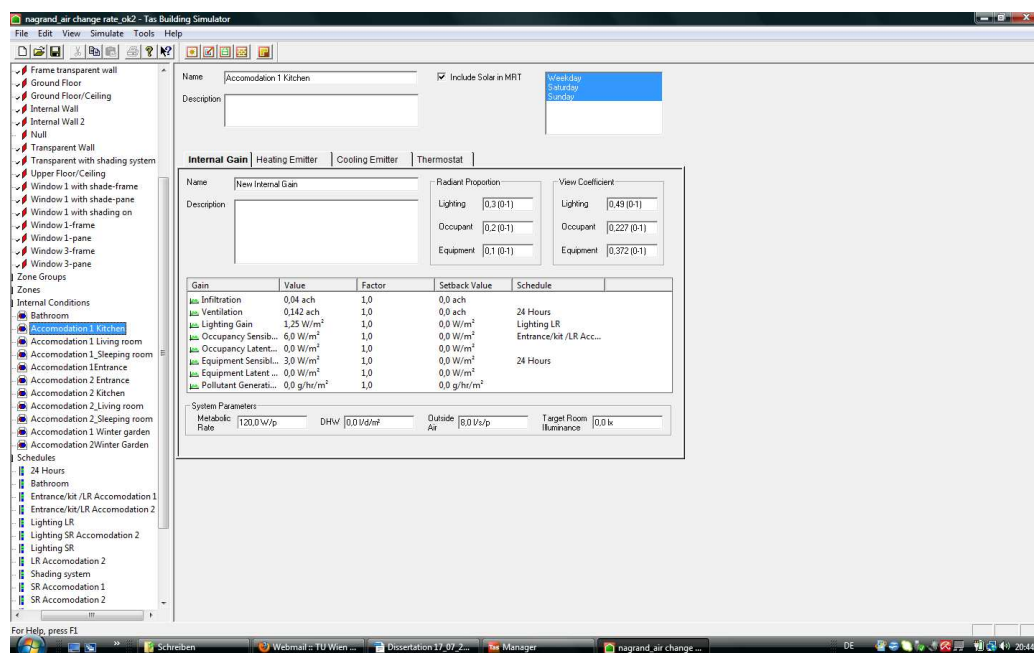 nagrand_air change rate_ok2 - Tas Building Simulator
File Edit View Simulate Tools Help
Frame transparent wall
Ground Floor
Ground Floor/Ceiling
Internal Wall
Internal Wall 2
Null
Transparent Wall
Transparent with shading system
Upper Floor/Ceiling
Window 1 with shade-frame
Window 1 with shade-pane
Window 1 with shading on
Window 1-frame
Window 1-pane
Window 3-frame
Window 3-pane
Zone Groups
Zones
Internal Conditions
Bathroom
Accomodation 1 Kitchen
Accomodation 1 Living room
Accomodation 1_Sleeping room
Accomodation 1Entrance
Accomodation 2 Entrance
Accomodation 2 Kitchen
Accomodation 2_Living room
Accomodation 2_Sleeping room
Accomodation 1 Winter garden
Accomodation 2Winter Garden
Schedules
24 Hours
Bathroom
Entrance/kit /LR Accomodation 1
Entrance/kit/LR Accomodation 2
Lighting LR
Lighting SR Accomodation 2
Lighting SR
LR Accomodation 2
Shading system
SR Accomodation 1
SR Accomodation 2
Name Accomodation 1 Kitchen Include Solar in MRT
Weekday
Saturday
Sunday
Description
Internal Gain Heating Emitter Cooling Emitter Thermostat
Name New Internal Gain
Description
Radiant Proportion
Lighting 0,3 (0-1)
Occupant 0,2 (0-1)
Equipment 0,1 (0-1)
View Coefficient
Lighting 0,49 (0-1)
Occupant 0,227 (0-1)
Equipment 0,372 (0-1)
Gain Value Factor Setback Value Schedule
Infiltration 0,04 ach 1,0 0,0 ach
Ventilation 0,142 ach 1,0 0,0 ach 24 Hours
Lighting Gain 1,25 W/m² 1,0 0,0 W/m² Lighting LR
Occupancy Sensib... 6,0 W/m² 1,0 0,0 W/m² Entrance/kit /LR Acc...
Occupancy Latent... 0,0 W/m² 1,0 0,0 W/m²
Equipment Sensibl... 3,0 W/m² 1,0 0,0 W/m² 24 Hours
Equipment Latent ... 0,0 W/m² 1,0 0,0 W/m²
Pollutant Generati... 0,0 g/hr/m² 1,0 0,0 g/hr/m²
System Parameters
Metabolic Rate 120,0 W/p DHW 0,0 l/d/m² Outside Air 8,0 l/s/p Target Room Illuminance 0,0 lx
For Help, press F1
Schreiben Webmail :: TU Wien ... Dissertation 17_07_2... Tas Manager nagrand_air change ... DE 20:48